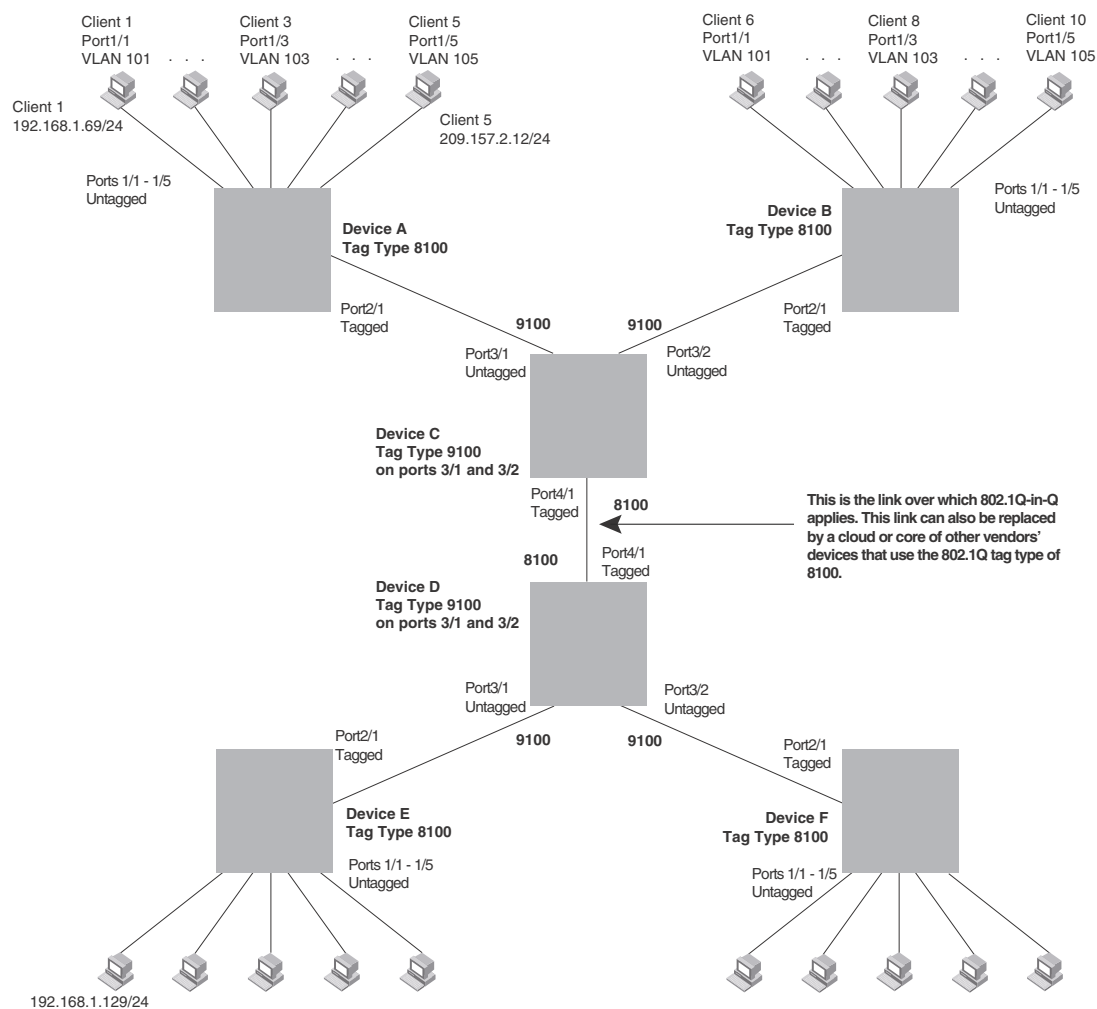 Client 1
Port1/1
VLAN 101
. . .
Client 3
Port1/3
VLAN 103
. . .
Client 5
Port1/5
VLAN 105
Client 6
Port1/1
VLAN 101
. . .
Client 8
Port1/3
VLAN 103
. . .
Client 10
Port1/5
VLAN 105
Client 1
192.168.1.69/24
Client 5
209.157.2.12/24
Ports 1/1 - 1/5
Untagged
Ports 1/1 - 1/5
Untagged
Device A
Tag Type 8100
Device B
Tag Type 8100
Port2/1
Tagged
Port2/1
Tagged
9100
9100
Port3/1
Untagged
Port3/2
Untagged
Device C
Tag Type 9100
on ports 3/1 and 3/2
Port4/1
Tagged
8100
This is the link over which 802.1Q-in-Q
applies. This link can also be replaced
by a cloud or core of other vendors'
devices that use the 802.1Q tag type of
8100.
8100
Port4/1
Tagged
Device D
Tag Type 9100
on ports 3/1 and 3/2
Port3/1
Untagged
Port3/2
Untagged
9100
9100
Port2/1
Tagged
Port2/1
Tagged
Device E
Tag Type 8100
Device F
Tag Type 8100
Ports 1/1 - 1/5
Untagged
Ports 1/1 - 1/5
Untagged
192.168.1.129/24